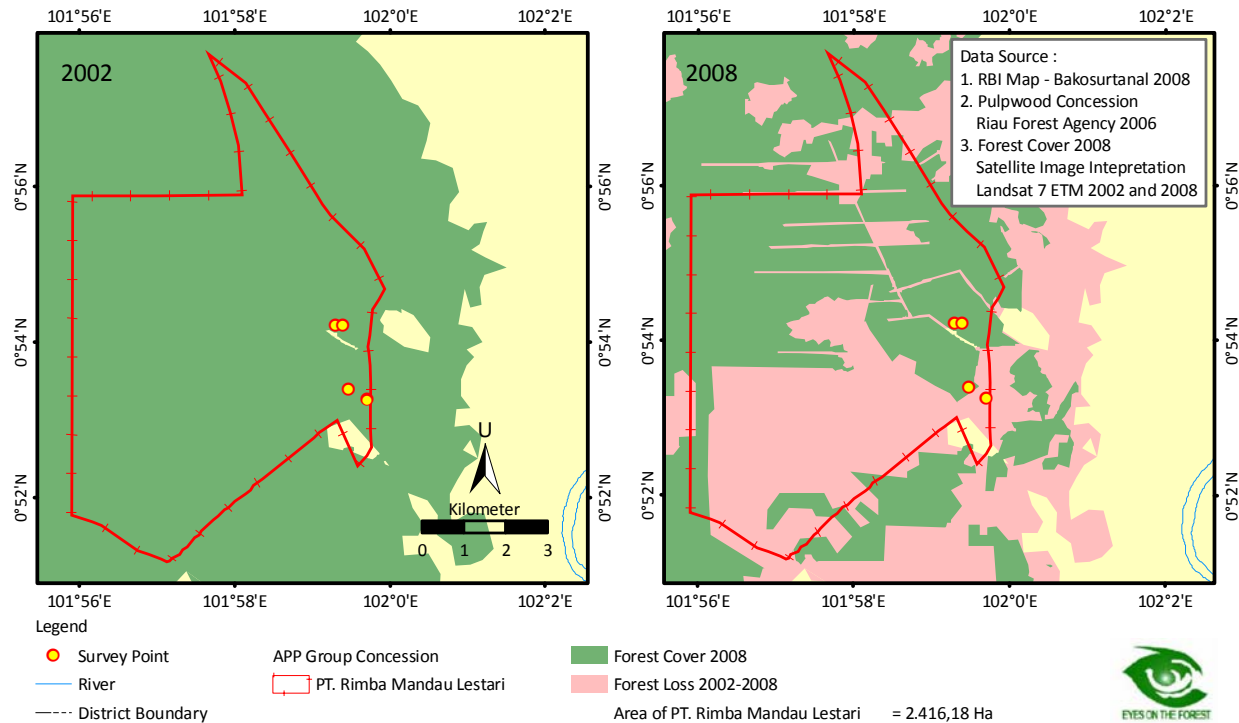 101°56'E 101°58'E 102°0'E 102°2'E
101°56'E 101°58'E 102°0'E 102°2'E
2002
2008
Data Source :
1. RBI Map - Bakosurtanal 2008
2. Pulpwood Concession
Riau Forest Agency 2006
3. Forest Cover 2008
Satellite Image Intepretation
Landsat 7 ETM 2002 and 2008
0°56'N
0°56'N
0°56'N
0°56'N
0°54'N
0°54'N
0°54'N
0°54'N
0°52'N
0°52'N
0°52'N
0°52'N
U
Kilometer
0 1 2 3
101°56'E 101°58'E 102°0'E 102°2'E
101°56'E 101°58'E 102°0'E 102°2'E
Legend
Survey Point
River
District Boundary
APP Group Concession
PT. Rimba Mandau Lestari
Forest Cover 2008
Forest Loss 2002-2008
Area of PT. Rimba Mandau Lestari = 2.416,18 Ha
EYES ON THE FOREST